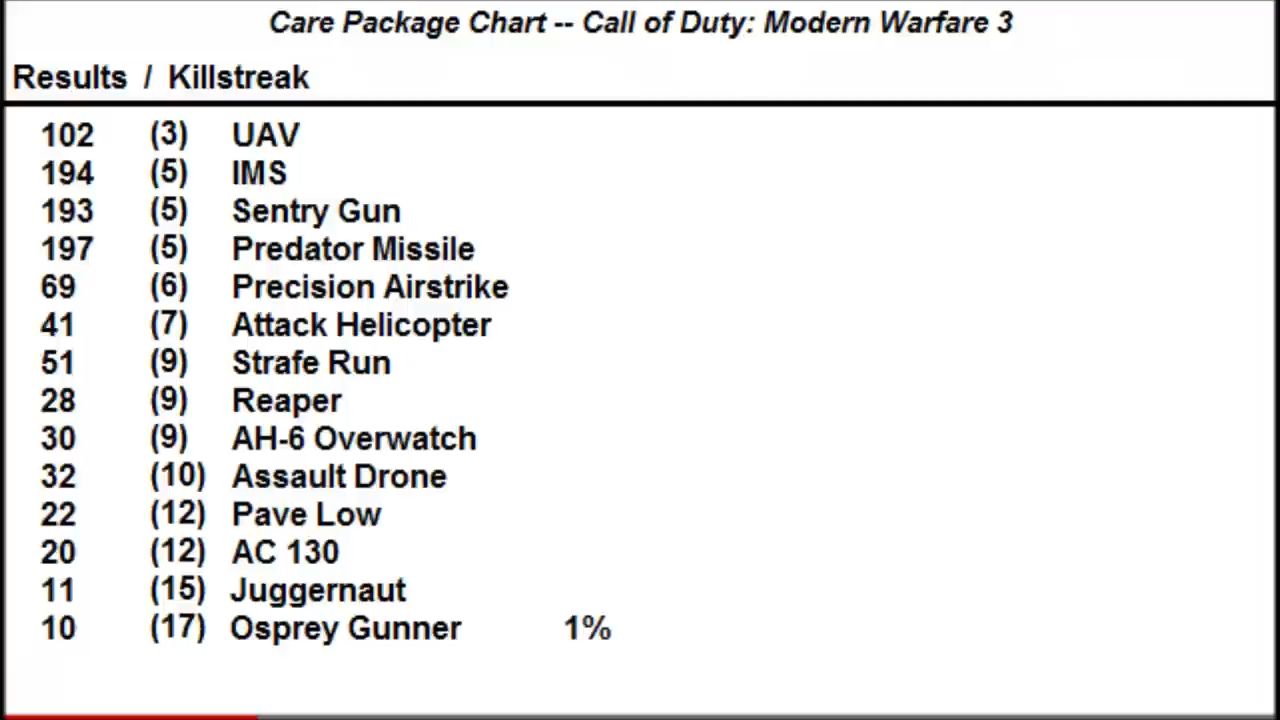 Care Package Chart -- Call of Duty: Modern Warfare 3
Results / Killstreak
102 (3) UAV
194 (5) IMS
193 (5) Sentry Gun
197 (5) Predator Missile
69 (6) Precision Airstrike
41 (7) Attack Helicopter
51 (9) Strafe Run
28 (9) Reaper
30 (9) AH-6 Overwatch
32 (10) Assault Drone
22 (12) Pave Low
20 (12) AC 130
11 (15) Juggernaut
10 (17) Osprey Gunner 1%